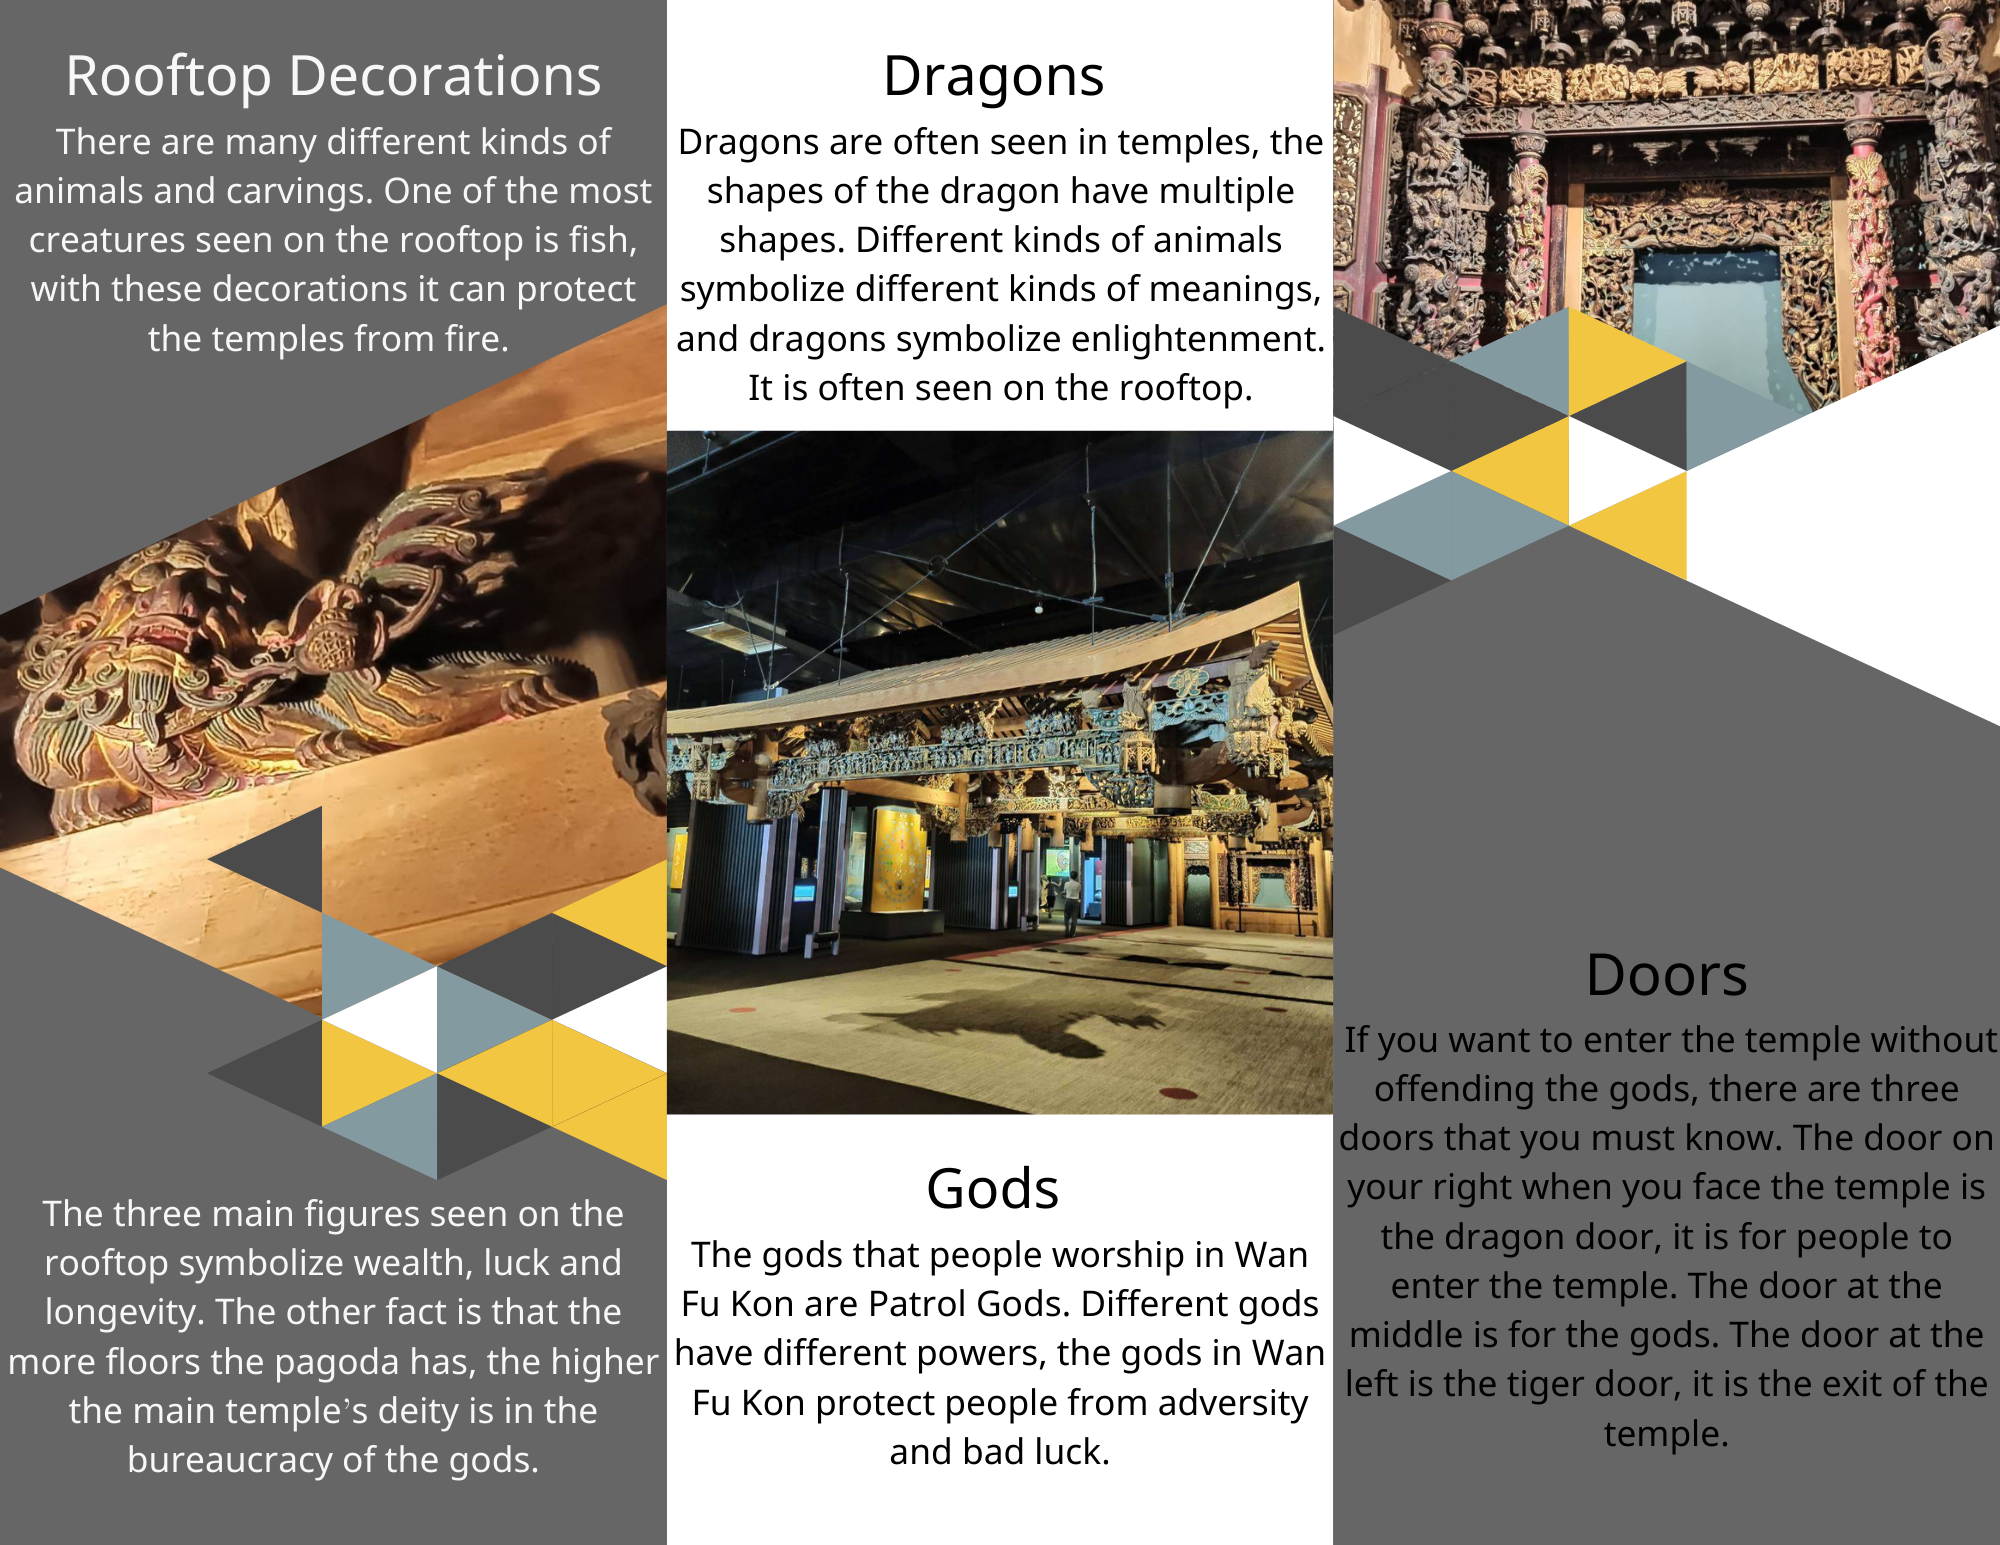 Rooftop Decorations
There are many different kinds of
animals and carvings. One of the most
creatures seen on the rooftop is fish,
with these decorations it can protect
the temples from fire.
The three main figures seen on the
rooftop symbolize wealth, luck and
longevity. The other fact is that the
more floors the pagoda has, the higher
the main temple’s deity is in the
bureaucracy of the gods.
Dragons
Dragons are often seen in temples, the
shapes of the dragon have multiple
shapes. Different kinds of animals
symbolize different kinds of meanings,
and dragons symbolize enlightenment.
It is often seen on the rooftop.
Gods
The gods that people worship in Wan
Fu Kon are Patrol Gods. Different gods
have different powers, the gods in Wan
Fu Kon protect people from adversity
and bad luck.
Doors
If you want to enter the temple without
offending the gods, there are three
doors that you must know. The door on
your right when you face the temple is
the dragon door, it is for people to
enter the temple. The door at the
middle is for the gods. The door at the
left is the tiger door, it is the exit of the
temple.